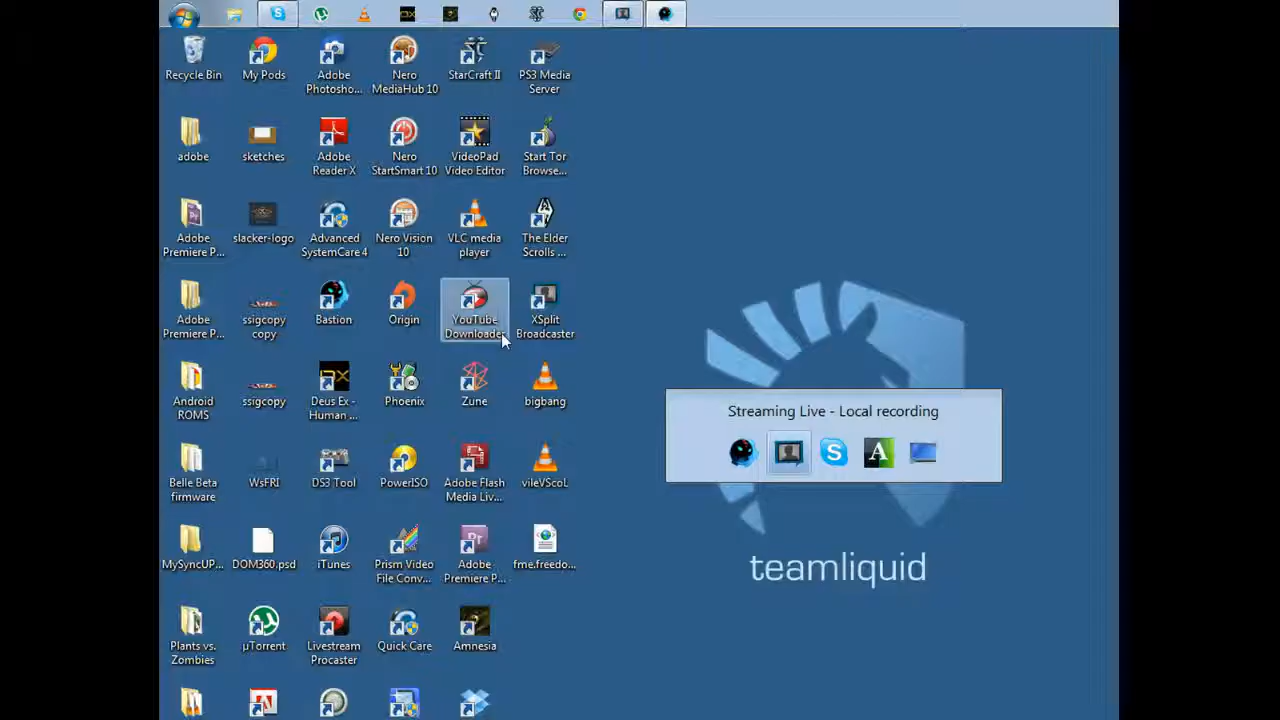 Recycle Bin
My Pods
Adobe
Photosho...
Nero
MediaHub 10
StarCraft II
PS3 Media
Server
adobe
sketches
Adobe
Reader X
Nero
StartSmart 10
VideoPad
Video Editor
Start Tor
Browse...
Adobe
Premiere P...
slacker-logo
Advanced
SystemCare 4
Nero Vision
10
VLC media
player
The Elder
Scrolls ...
Adobe
Premiere P...
ssigcopy
copy
Bastion
Origin
YouTube
Downloader
XSplit
Broadcaster
Android
ROMS
ssigcopy
DX
Deus Ex -
Human ...
Phoenix
Zune
bigbang
Streaming Live - Local recording
S
A
Belle Beta
firmware
WsFRI
DS3 Tool
PowerISO
Adobe Flash
Media Liv...
vileVScoL
MySyncUP...
DOM360.psd
iTunes
Prism Video
File Conv...
Pr
Adobe
Premiere P...
fme.freedo...
teamliquid
Plants vs.
Zombies
µTorrent
Livestream
Procaster
Quick Care
Amnesia